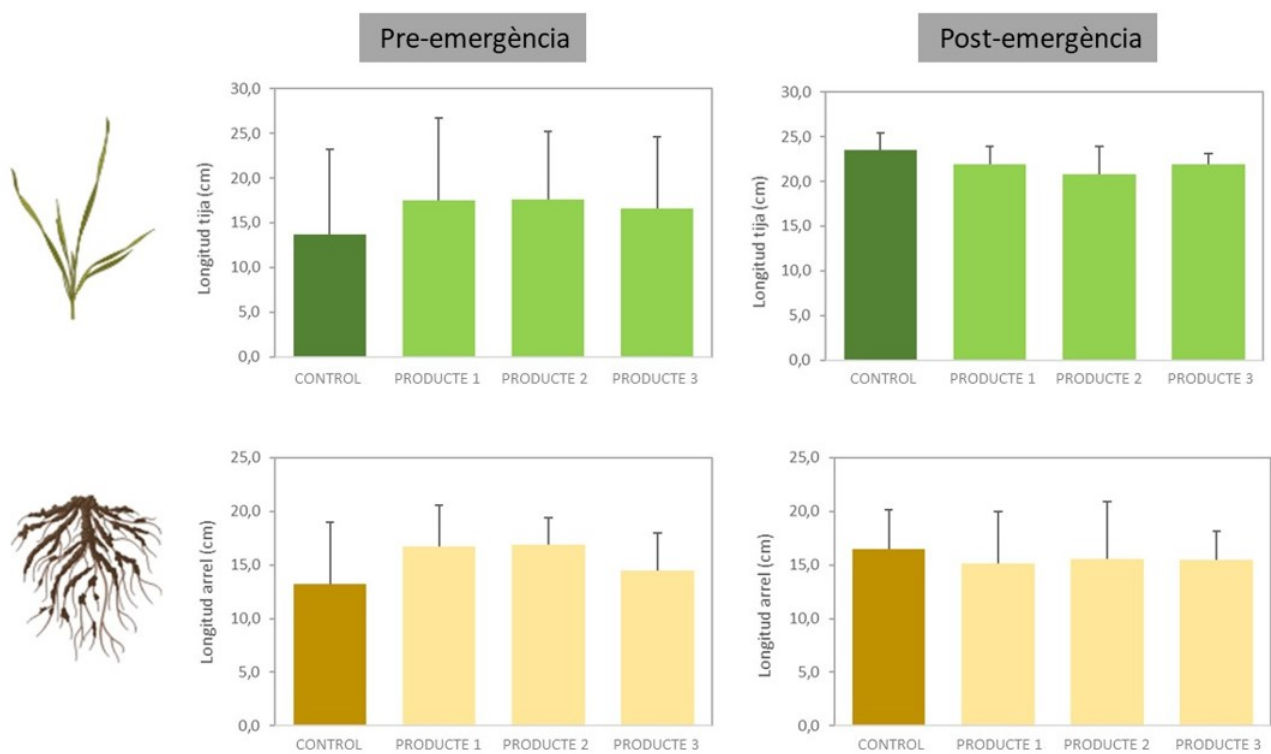 Pre-emergència
Post-emergència
Longitud tija (cm)
30,0
25,0
20,0
15,0
10,0
5,0
0,0
CONTROL PRODUCTE 1 PRODUCTE 2 PRODUCTE 3
Longitud tija (cm)
30,0
25,0
20,0
15,0
10,0
5,0
0,0
CONTROL PRODUCTE 1 PRODUCTE 2 PRODUCTE 3
Longitud arrel (cm)
25,0
20,0
15,0
10,0
5,0
0,0
CONTROL PRODUCTE 1 PRODUCTE 2 PRODUCTE 3
Longitud arrel (cm)
25,0
20,0
15,0
10,0
5,0
0,0
CONTROL PRODUCTE 1 PRODUCTE 2 PRODUCTE 3